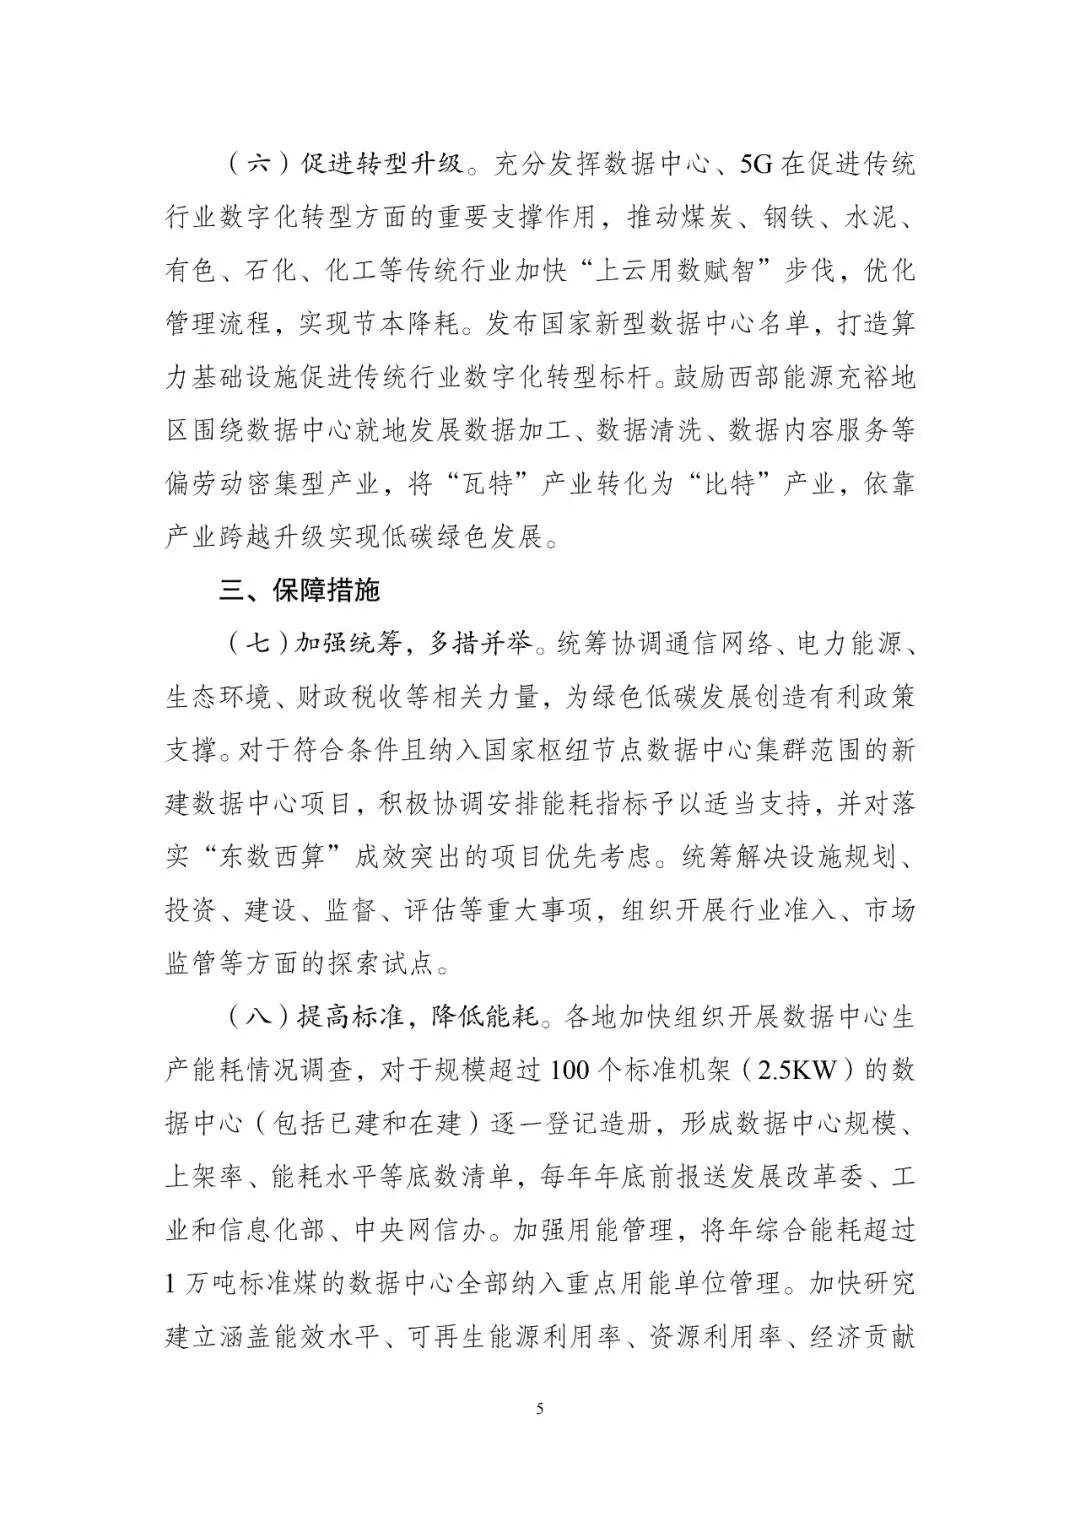 （六）促进转型升级。充分发挥数据中心、5G 在促进传统
行业数字化转型方面的重要支撑作用，推动煤炭、钢铁、水泥、
有色、石化、化工等传统行业加快“上云用数赋智”步伐，优化
管理流程，实现节本降耗。发布国家新型数据中心名单，打造算
力基础设施促进传统行业数字化转型标杆。鼓励西部能源充裕地
区围绕数据中心就地发展数据加工、数据清洗、数据内容服务等
偏劳动密集型产业，将“瓦特”产业转化为“比特”产业，依靠
产业跨越升级实现低碳绿色发展。
三、保障措施
（七）加强统筹，多措并举。统筹协调通信网络、电力能源、
生态环境、财政税收等相关力量，为绿色低碳发展创造有利政策
支撑。对于符合条件且纳入国家枢纽节点数据中心集群范围的新
建数据中心项目，积极协调安排能耗指标予以适当支持，并对落
实“东数西算”成效突出的项目优先考虑。统筹解决设施规划、
投资、建设、监督、评估等重大事项，组织开展行业准入、市场
监管等方面的探索试点。
（八）提高标准，降低能耗。各地加快组织开展数据中心生
产能耗情况调查，对于规模超过 100 个标准机架（2.5KW）的数
据中心（包括已建和在建）逐一登记造册，形成数据中心规模、
上架率、能耗水平等底数清单，每年年底前报送发展改革委、工
业和信息化部、中央网信办。加强用能管理，将年综合能耗超过
1 万吨标准煤的数据中心全部纳入重点用能单位管理。加快研究
建立涵盖能效水平、可再生能源利用率、资源利用率、经济贡献
5